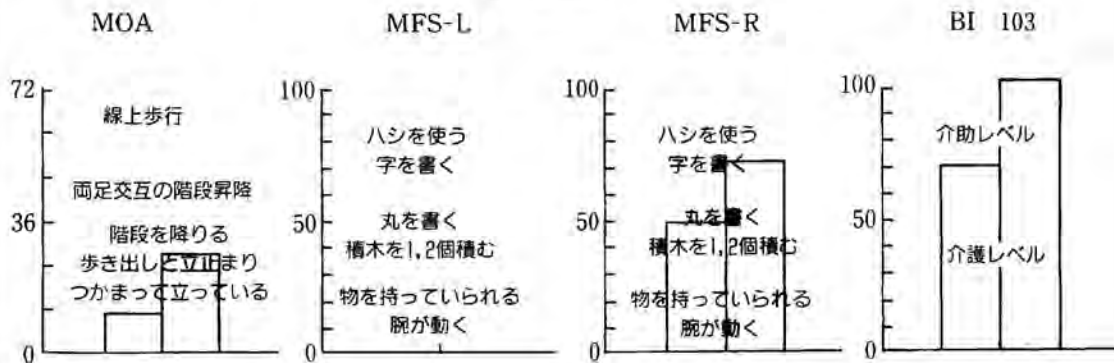 MOA
72
線上歩行
両足交互の階段昇降
36
階段を降りる
歩き出しと立止まり
つかまって立っている
0
MFS-L
100
ハシを使う
字を書く
50
丸を書く
積木を1,2個積む
物を持っていられる
腕が動く
0
MFS-R
100
ハシを使う
字を書く
50
丸を書く
積木を1,2個積む
物を持っていられる
腕が動く
0
BI 103
100
介助レベル
50
介護レベル
0